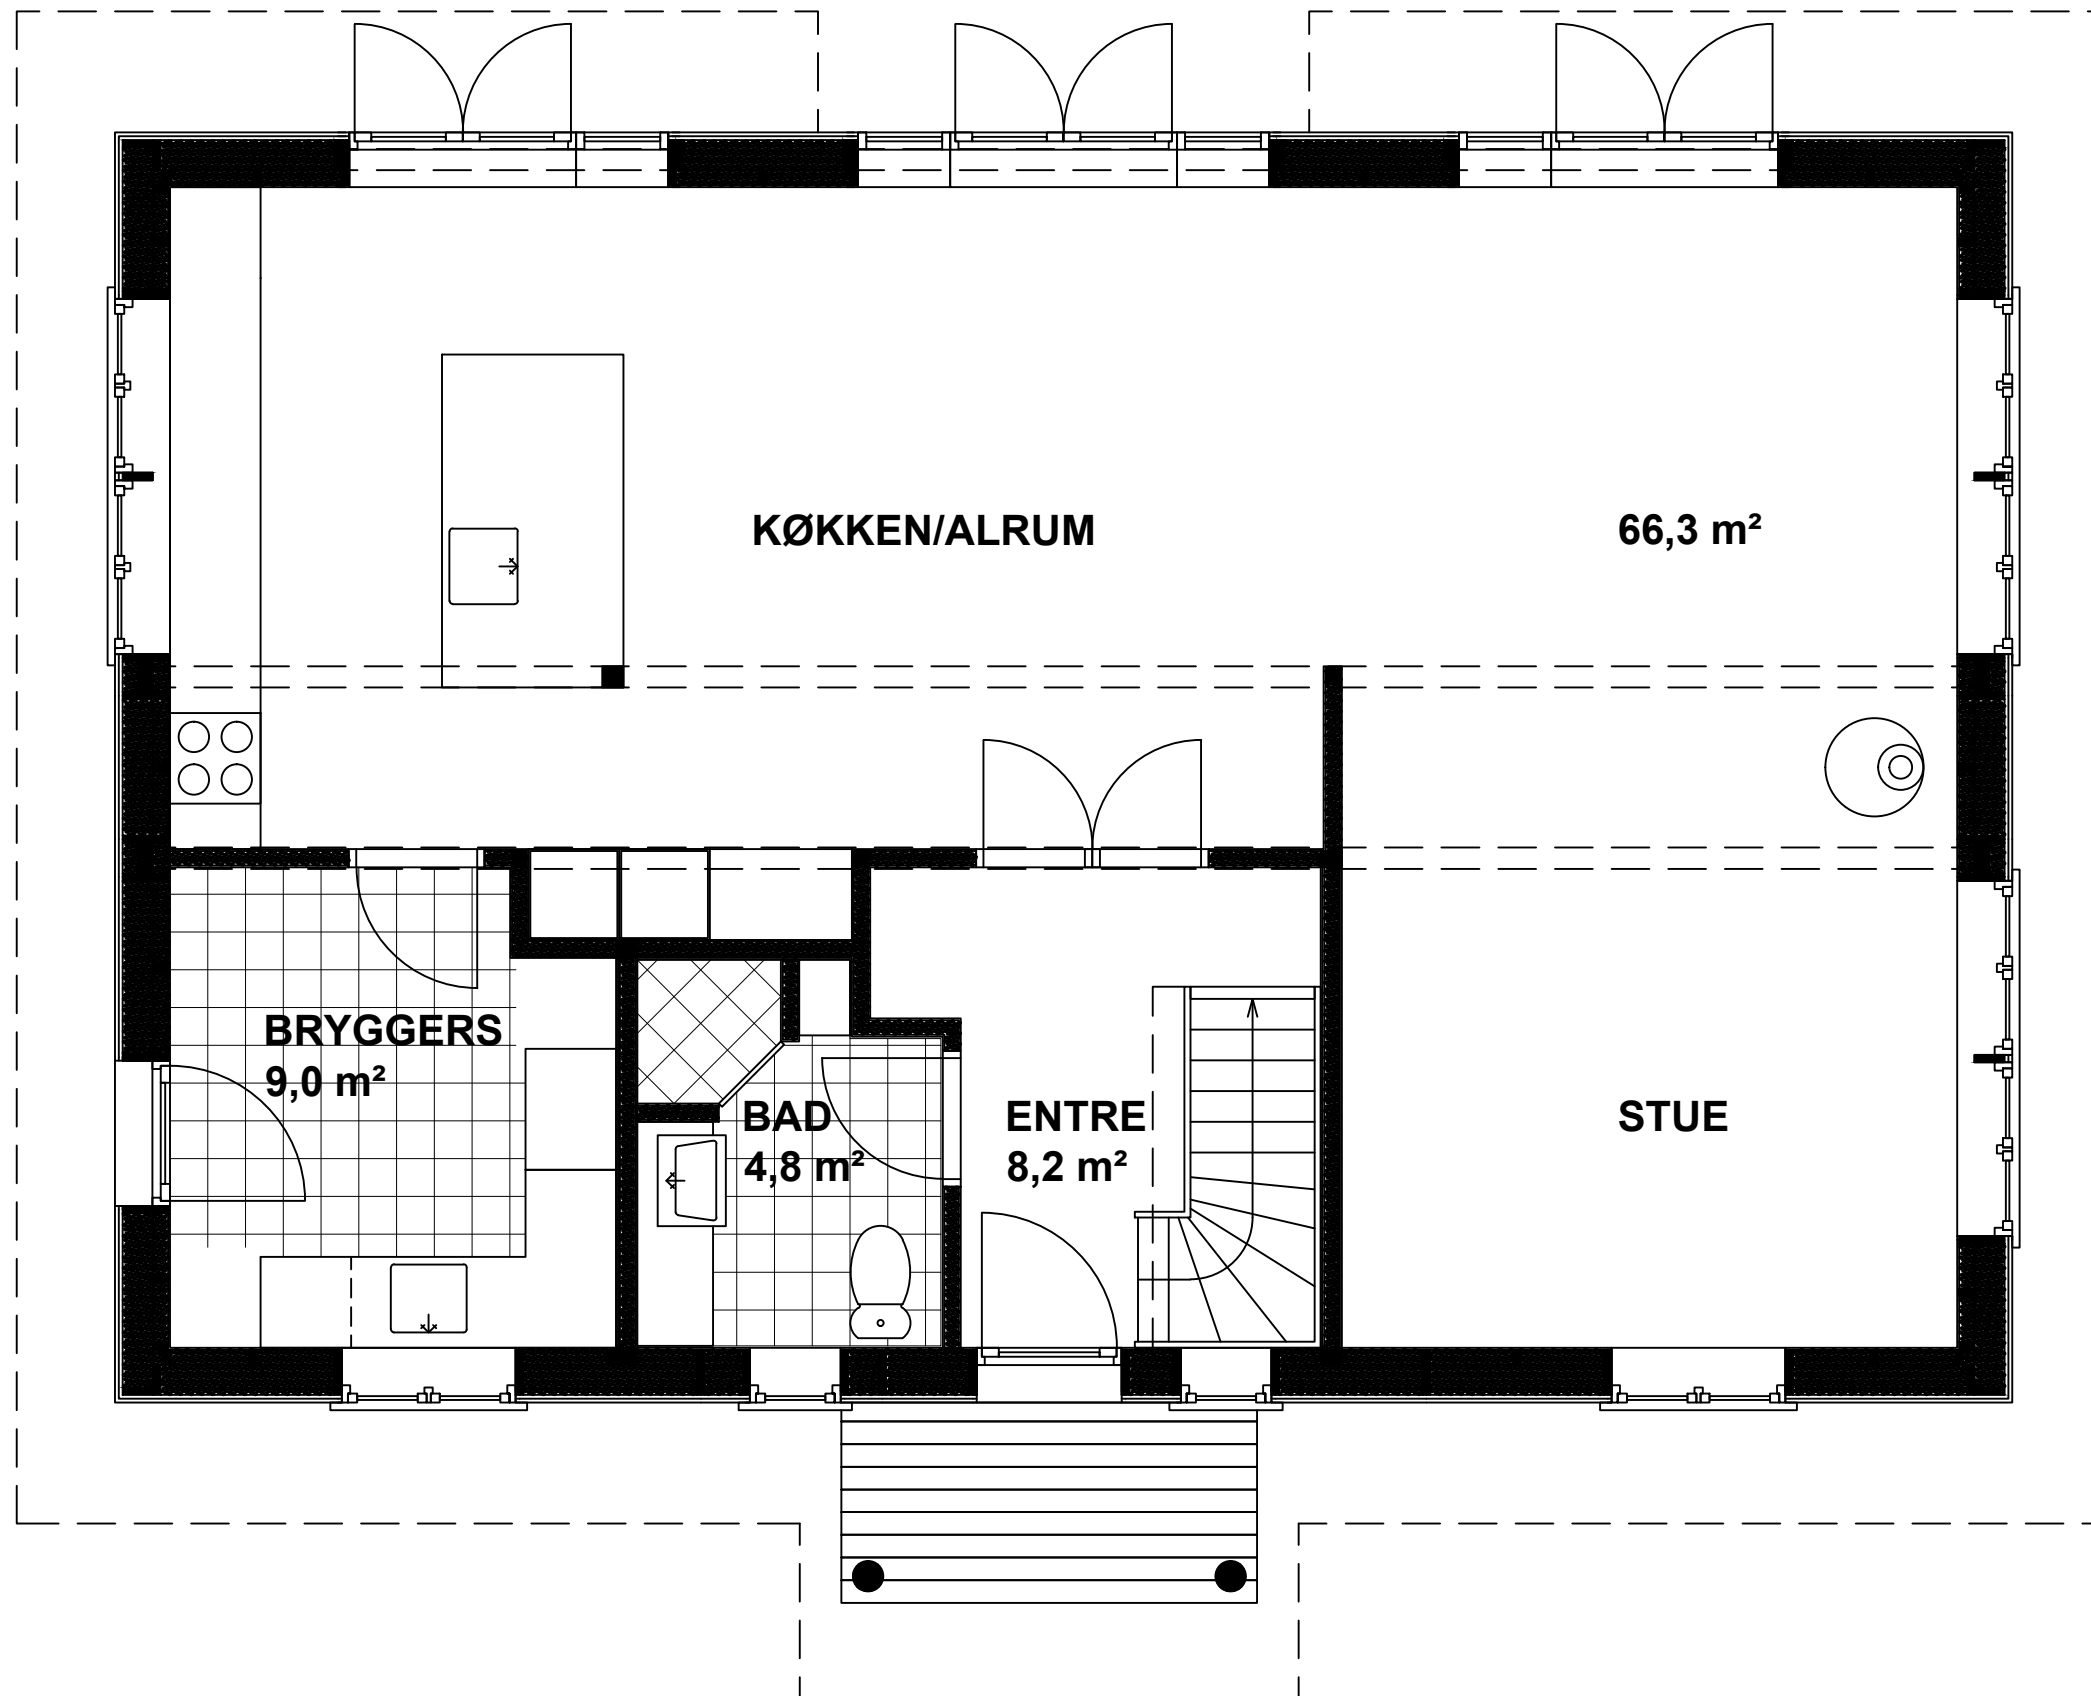 KØKKEN/ALRUM
66,3 m²
BRYGGERS
9,0 m²
BAD
4,8 m²
ENTRE
8,2 m²
STUE